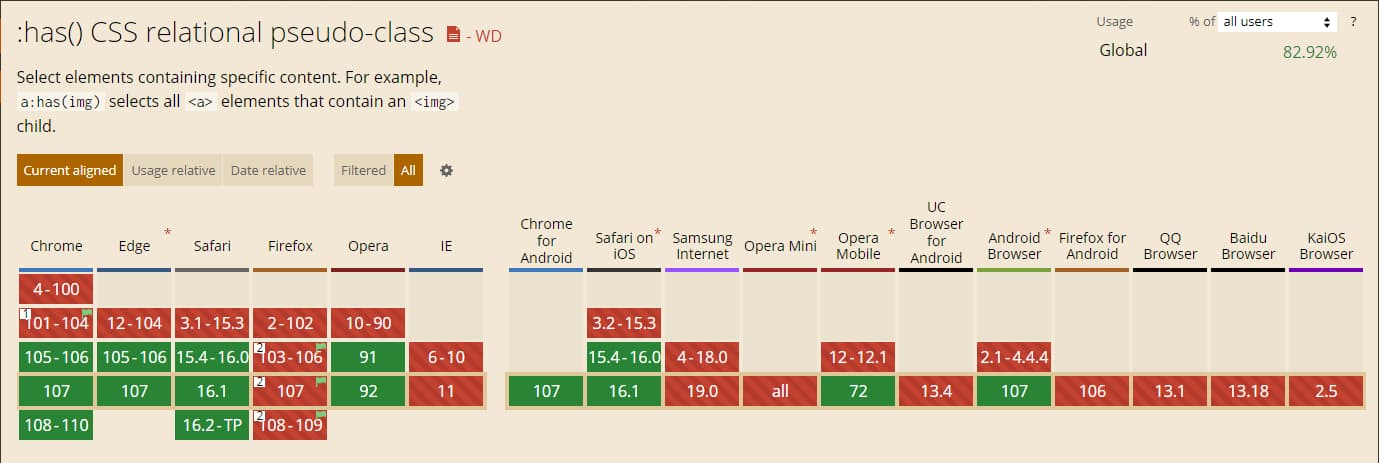 :has() CSS relational pseudo-class - WD
Usage % of all users ?
Global 82.92%
Select elements containing specific content. For example,
a:has(img) selects all <a> elements that contain an <img>
child.
Current aligned Usage relative Date relative Filtered All
Chrome Edge * Safari Firefox Opera IE Chrome for Android Safari on iOS * Samsung Internet Opera Mini * Opera Mobile * UC Browser for Android Android Browser * Firefox for Android QQ Browser Baidu Browser KaiOS Browser
4-100
1 101-104 12-104 3.1-15.3 2-102 10-90 3.2-15.3
105-106 105-106 15.4-16.0 2 103-106 91 6-10 15.4-16.0 4-18.0 12-12.1 2.1-4.4.4
107 107 16.1 2 107 92 11 107 16.1 19.0 all 72 13.4 107 106 13.1 13.18 2.5
108-110 16.2-TP 2 108-109